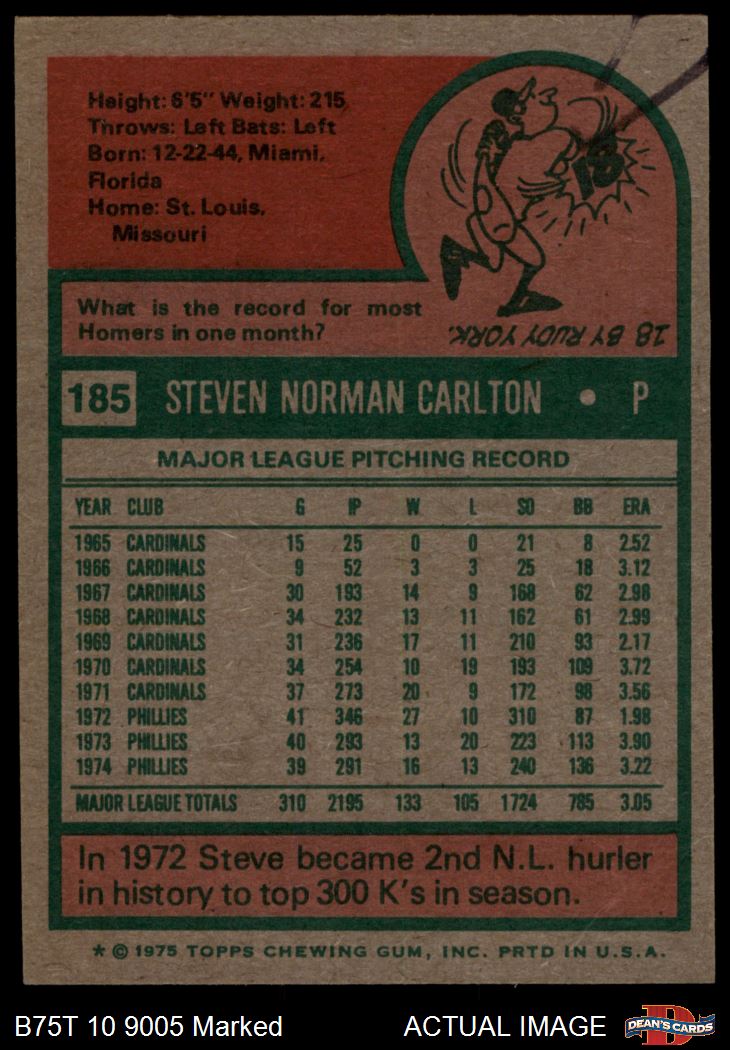 Height: 6'5" Weight: 215
Throws: Left Bats: Left
Born: 12-22-44, Miami,
Florida
Home: St. Louis,
Missouri
18
What is the record for most
Homers in one month?
18 BY RUDY YORK.
185 STEVEN NORMAN CARLTON • P
MAJOR LEAGUE PITCHING RECORD
YEAR CLUB G IP W L SO BB ERA
1965 CARDINALS 15 25 0 0 21 8 2.52
1966 CARDINALS 9 52 3 3 25 18 3.12
1967 CARDINALS 30 193 14 9 168 62 2.98
1968 CARDINALS 34 232 13 11 162 61 2.99
1969 CARDINALS 31 236 17 11 210 93 2.17
1970 CARDINALS 34 254 10 19 193 109 3.72
1971 CARDINALS 37 273 20 9 172 98 3.56
1972 PHILLIES 41 346 27 10 310 87 1.98
1973 PHILLIES 40 293 13 20 223 113 3.90
1974 PHILLIES 39 291 16 13 240 136 3.22
MAJOR LEAGUE TOTALS 310 2195 133 105 1724 785 3.05
In 1972 Steve became 2nd N.L. hurler
in history to top 300 K's in season.
* © 1975 TOPPS CHEWING GUM, INC. PRTD IN U.S.A.
B75T 10 9005 Marked ACTUAL IMAGE
D
DEAN'S CARDS